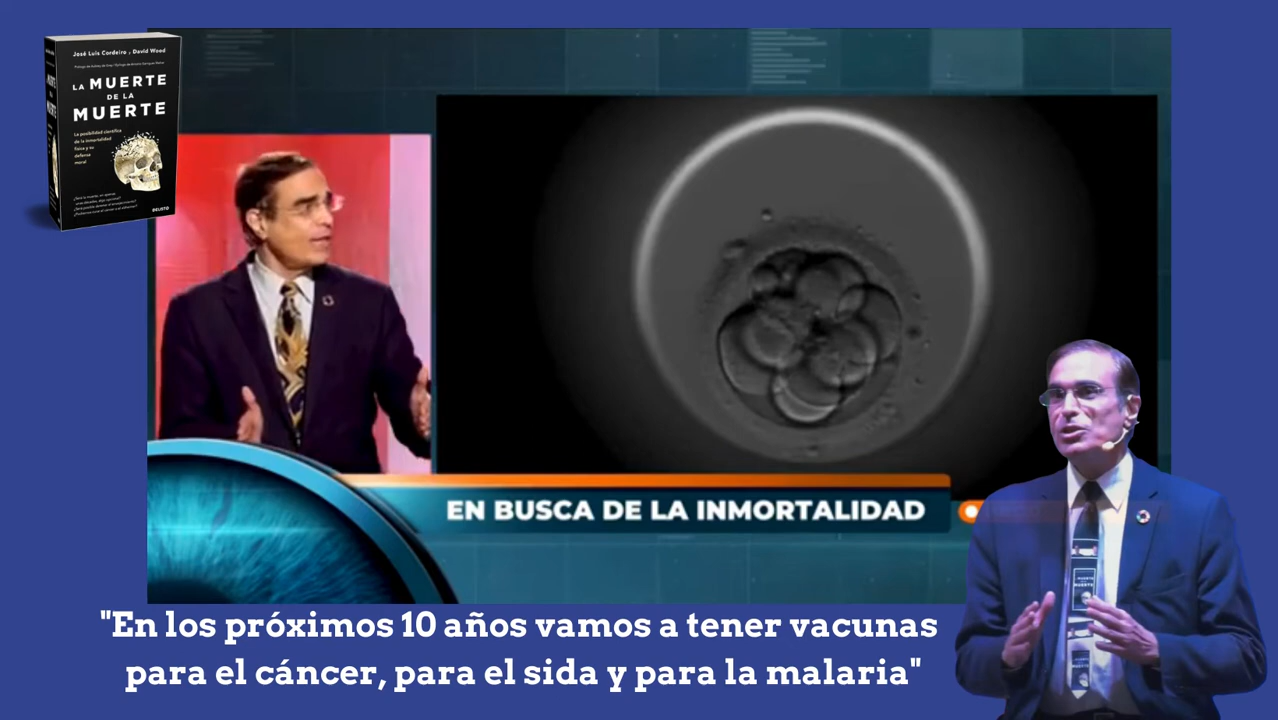 José Luis Cordeiro y David Wood
LA MUERTE
DE LA
MUERTE
La posibilidad científica
de la inmortalidad
física y su
defensa
moral
DEUSTO
EN BUSCA DE LA INMORTALIDAD
"En los próximos 10 años vamos a tener vacunas
para el cáncer, para el sida y para la malaria"